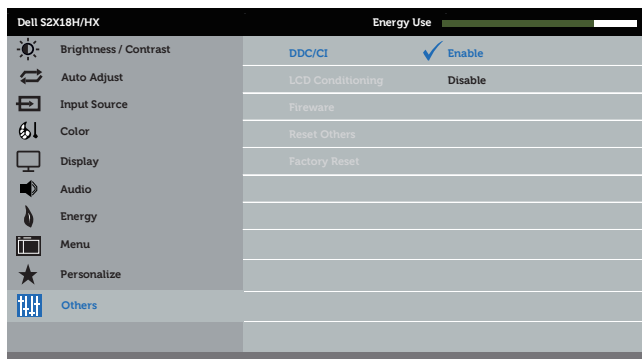 Dell S2X18H/HX Energy Use
Brightness / Contrast
DDC/CI Enable
Auto Adjust
LCD Conditioning Disable
Input Source
Fireware
Color
Reset Others
Display
Factory Reset
Audio
Energy
Menu
Personalize
Others